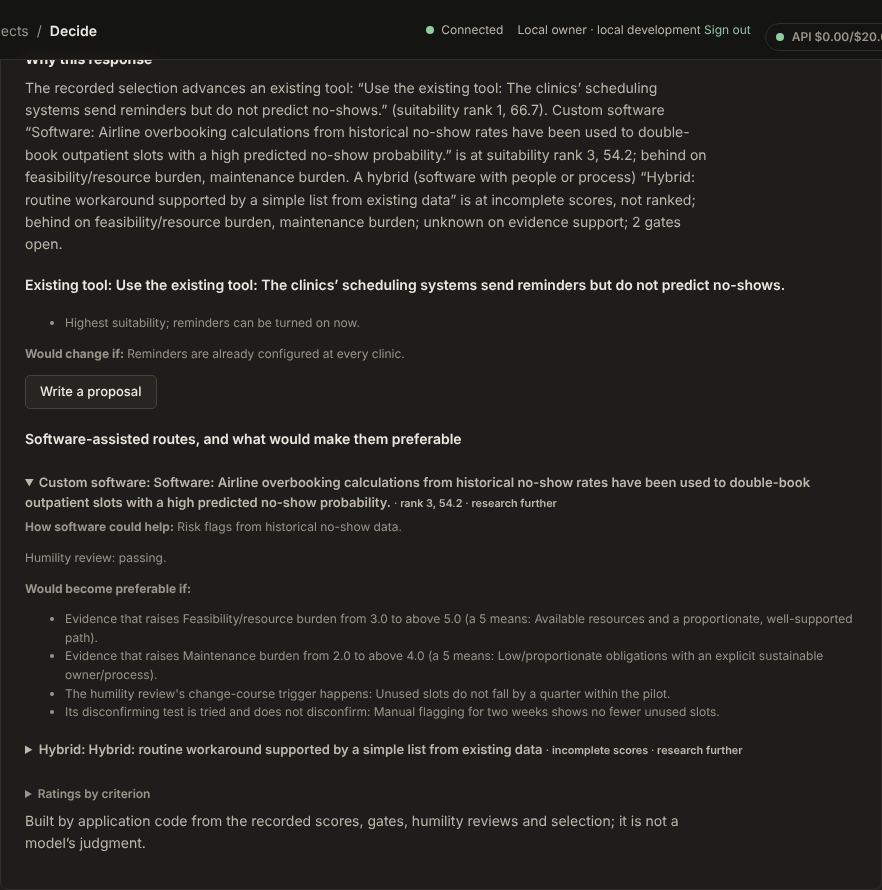 ects / Decide
Connected Local owner · local development Sign out
API $0.00/$20.
Why this response
The recorded selection advances an existing tool: “Use the existing tool: The clinics’ scheduling
systems send reminders but do not predict no-shows.” (suitability rank 1, 66.7). Custom software
“Software: Airline overbooking calculations from historical no-show rates have been used to double-
book outpatient slots with a high predicted no-show probability.” is at suitability rank 3, 54.2; behind on
feasibility/resource burden, maintenance burden. A hybrid (software with people or process) “Hybrid:
routine workaround supported by a simple list from existing data” is at incomplete scores, not ranked;
behind on feasibility/resource burden, maintenance burden; unknown on evidence support; 2 gates
open.
Existing tool: Use the existing tool: The clinics’ scheduling systems send reminders but do not predict no-shows.
• Highest suitability; reminders can be turned on now.
Would change if: Reminders are already configured at every clinic.
Write a proposal
Software-assisted routes, and what would make them preferable
▼ Custom software: Software: Airline overbooking calculations from historical no-show rates have been used to double-book
outpatient slots with a high predicted no-show probability. · rank 3, 54.2 · research further
How software could help: Risk flags from historical no-show data.
Humility review: passing.
Would become preferable if:
• Evidence that raises Feasibility/resource burden from 3.0 to above 5.0 (a 5 means: Available resources and a proportionate, well-supported
path).
• Evidence that raises Maintenance burden from 2.0 to above 4.0 (a 5 means: Low/proportionate obligations with an explicit sustainable
owner/process).
• The humility review's change-course trigger happens: Unused slots do not fall by a quarter within the pilot.
• Its disconfirming test is tried and does not disconfirm: Manual flagging for two weeks shows no fewer unused slots.
▶ Hybrid: Hybrid: routine workaround supported by a simple list from existing data · incomplete scores · research further
▶ Ratings by criterion
Built by application code from the recorded scores, gates, humility reviews and selection; it is not a
model’s judgment.